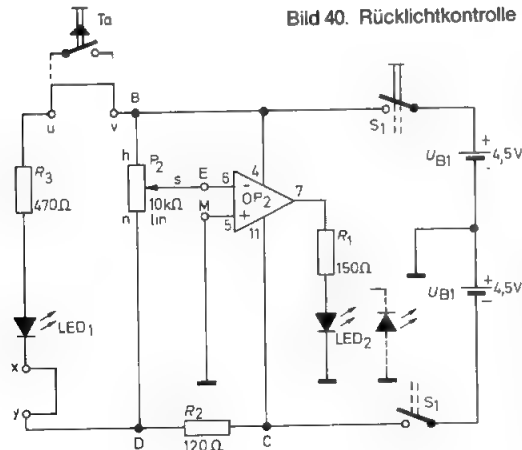 Bild 40. Rücklichtkontrolle
Ta
u
v
B
S1
+
4,5V
-
UB1
R3
470Ω
h
P2
s
E
10kΩ
n
lin
M
4
6
-
OP2
7
+
5
11
R1
150Ω
+
4,5V
-
UB1
LED1
LED2
x
y
S1
R2
120Ω
D
C